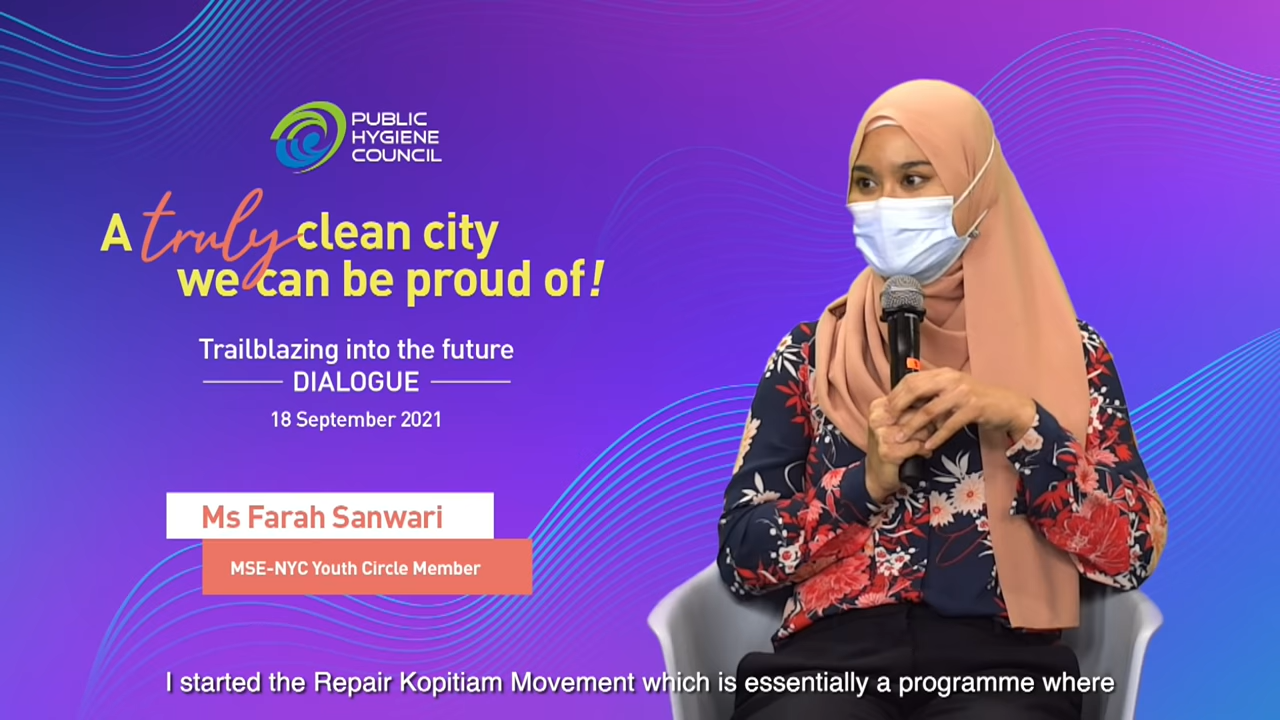 PUBLIC
HYGIENE
COUNCIL
A truly clean city
we can be proud of!
Trailblazing into the future
DIALOGUE
18 September 2021
Ms Farah Sanwari
MSE-NYC Youth Circle Member
I started the Repair Kopitiam Movement which is essentially a programme where